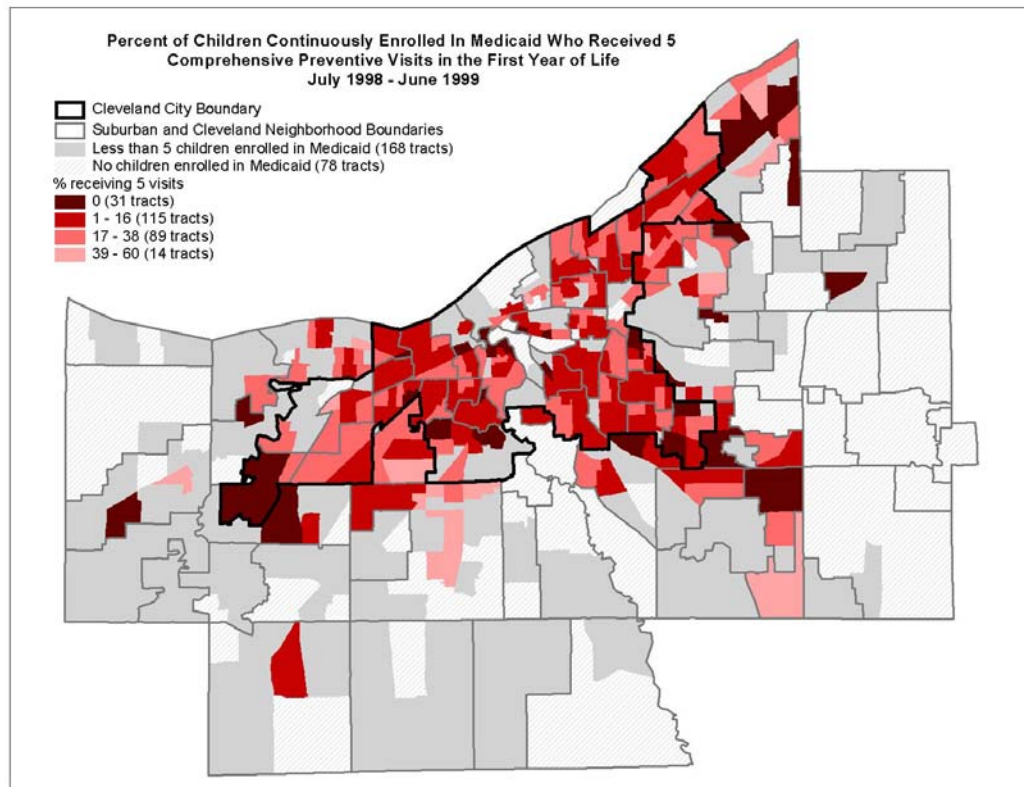 Percent of Children Continuously Enrolled In Medicaid Who Received 5
Comprehensive Preventive Visits in the First Year of Life
July 1998 - June 1999
Cleveland City Boundary
Suburban and Cleveland Neighborhood Boundaries
Less than 5 children enrolled in Medicaid (168 tracts)
No children enrolled in Medicaid (78 tracts)
% receiving 5 visits
0 (31 tracts)
1 - 16 (115 tracts)
17 - 38 (89 tracts)
39 - 60 (14 tracts)